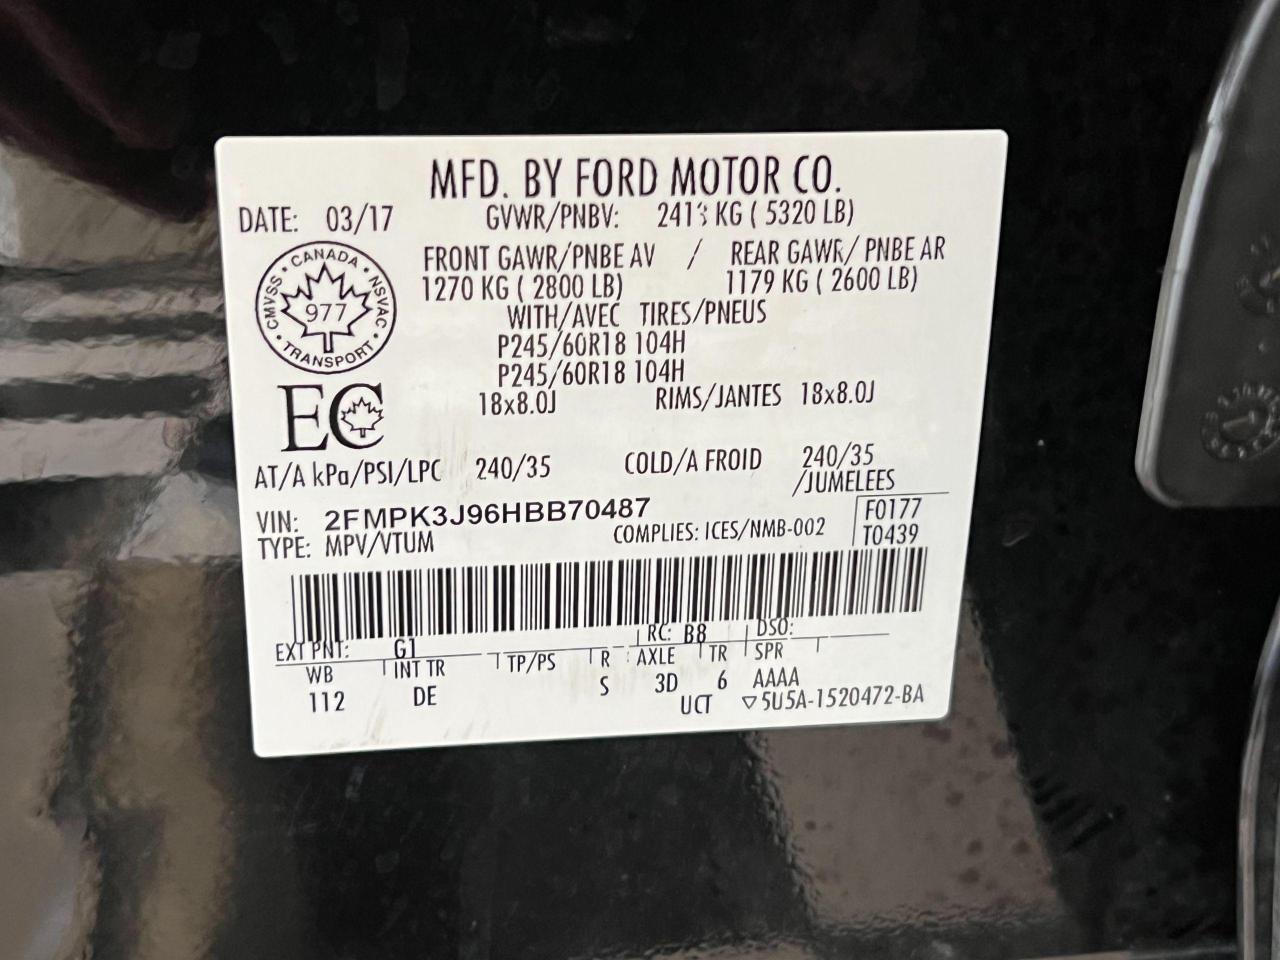 MFD. BY FORD MOTOR CO.
DATE: 03/17
GVWR/PNBV: 2413 KG ( 5320 LB)
FRONT GAWR/PNBE AV / REAR GAWR/ PNBE AR
1270 KG ( 2800 LB) 1179 KG ( 2600 LB)
WITH/AVEC TIRES/PNEUS
P245/60R18 104H
P245/60R18 104H
18x8.0J RIMS/JANTES 18x8.0J
CANADA
CMVSS • NSVAC
977
TRANSPORT
EC
AT/A kPa/PSI/LPC 240/35 COLD/A FROID 240/35
/JUMELEES
VIN: 2FMPK3J96HBB70487
F0177
TYPE: MPV/VTUM COMPLIES: ICES/NMB-002 T0439
EXT PNT: G1 RC: B8 DSO:
WB INT TR TP/PS R AXLE TR SPR
112 DE S 3D 6 AAAA
UCT ▽5U5A-1520472-BA